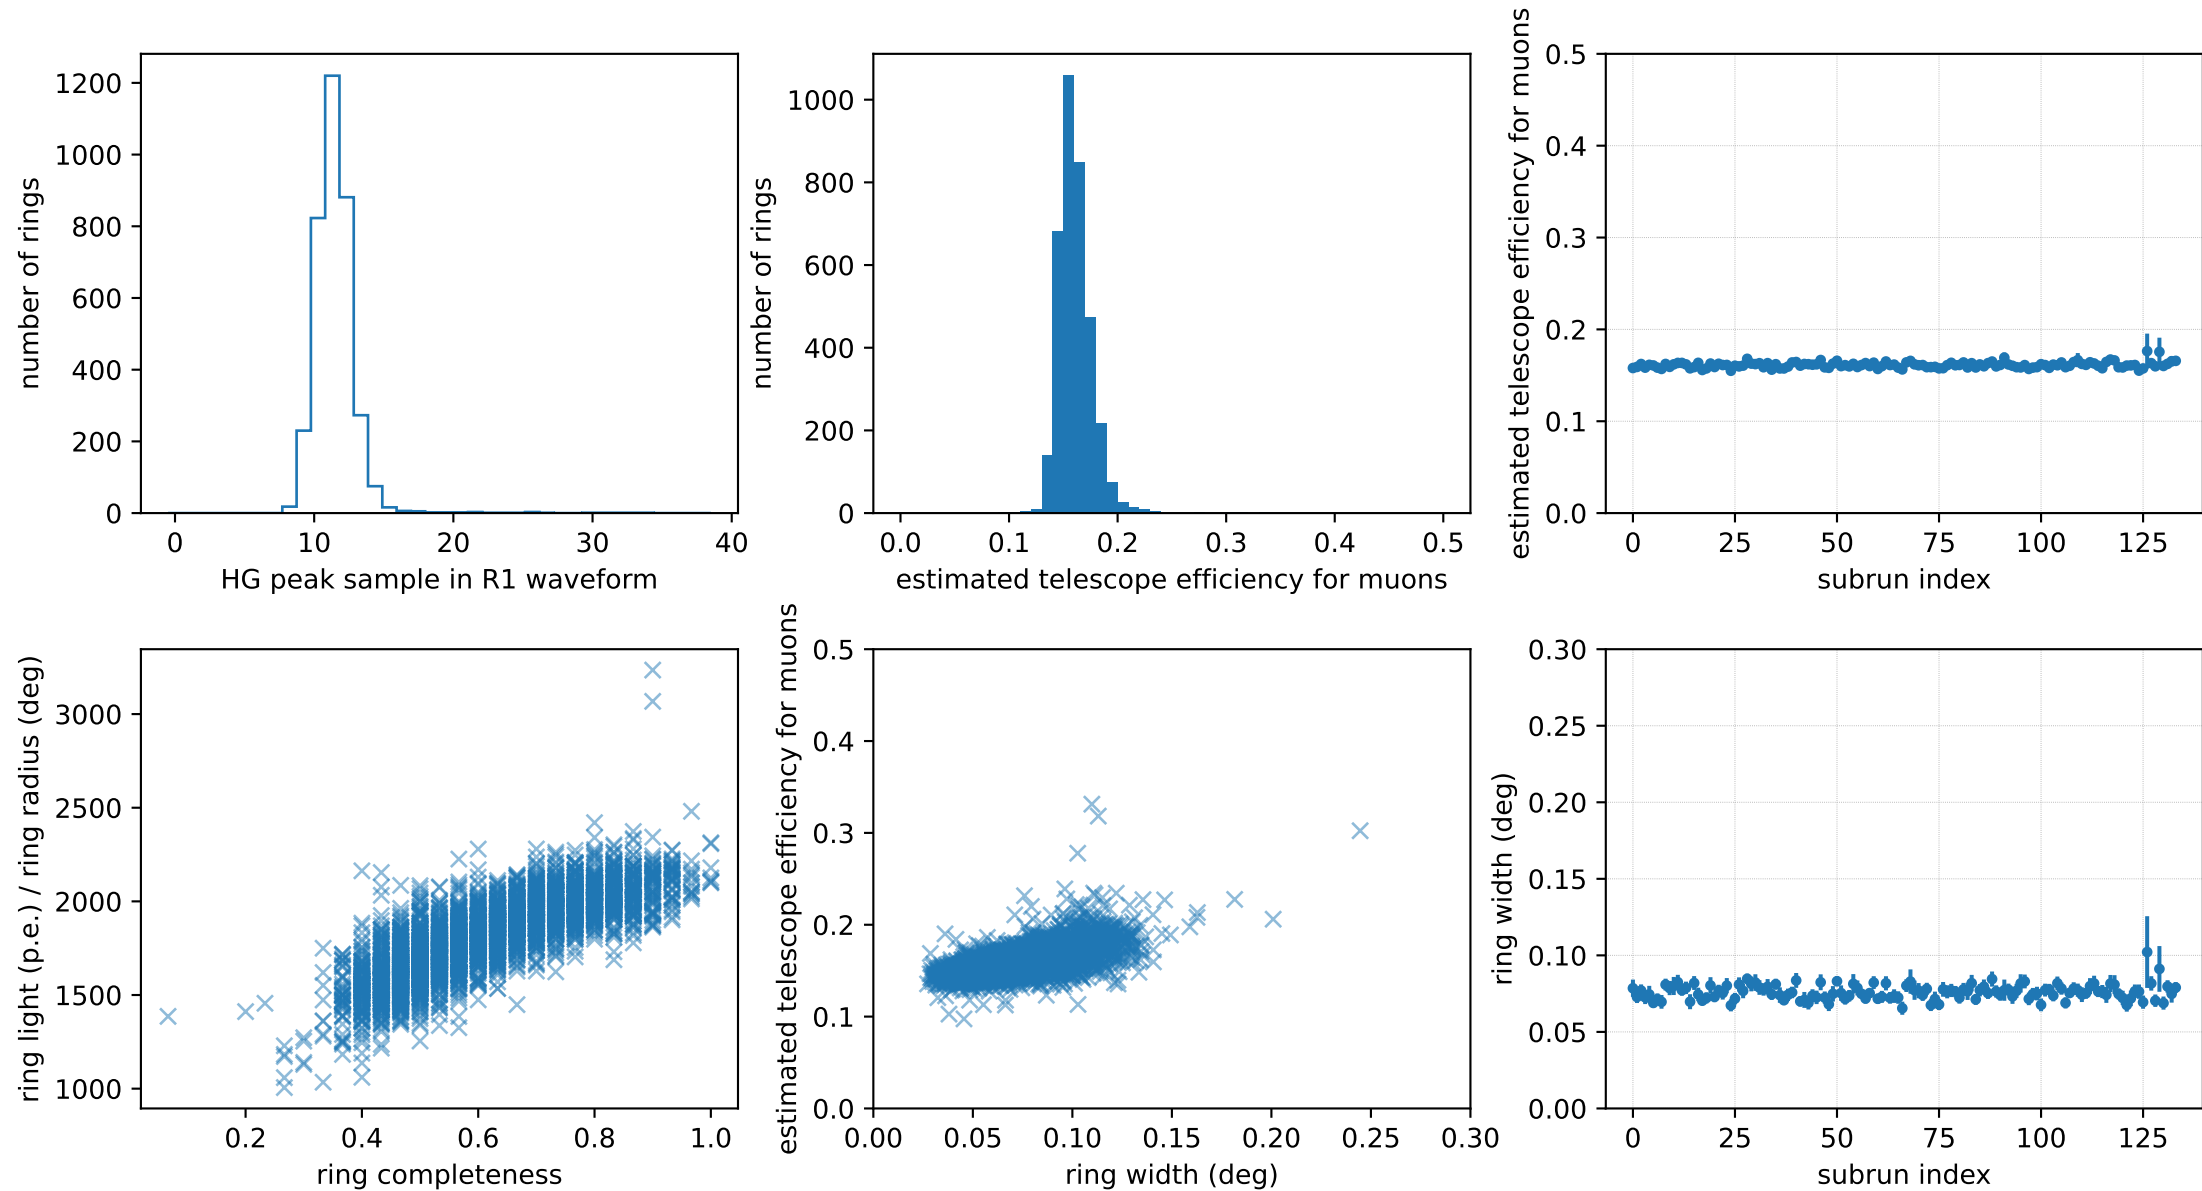 number of rings
1200
1000
800
600
400
200
0
0 10 20 30 40
HG peak sample in R1 waveform
number of rings
1000
800
600
400
200
0
0.0 0.1 0.2 0.3 0.4 0.5
estimated telescope efficiency for muons
estimated telescope efficiency for muons
0.5
0.4
0.3
0.2
0.1
0.0
0 25 50 75 100 125
subrun index
ring light (p.e.) / ring radius (deg)
3000
2500
2000
1500
1000
0.2 0.4 0.6 0.8 1.0
ring completeness
estimated telescope efficiency for muons
0.5
0.4
0.3
0.2
0.1
0.0
0.00 0.05 0.10 0.15 0.20 0.25 0.30
ring width (deg)
ring width (deg)
0.30
0.25
0.20
0.15
0.10
0.05
0.00
0 25 50 75 100 125
subrun index